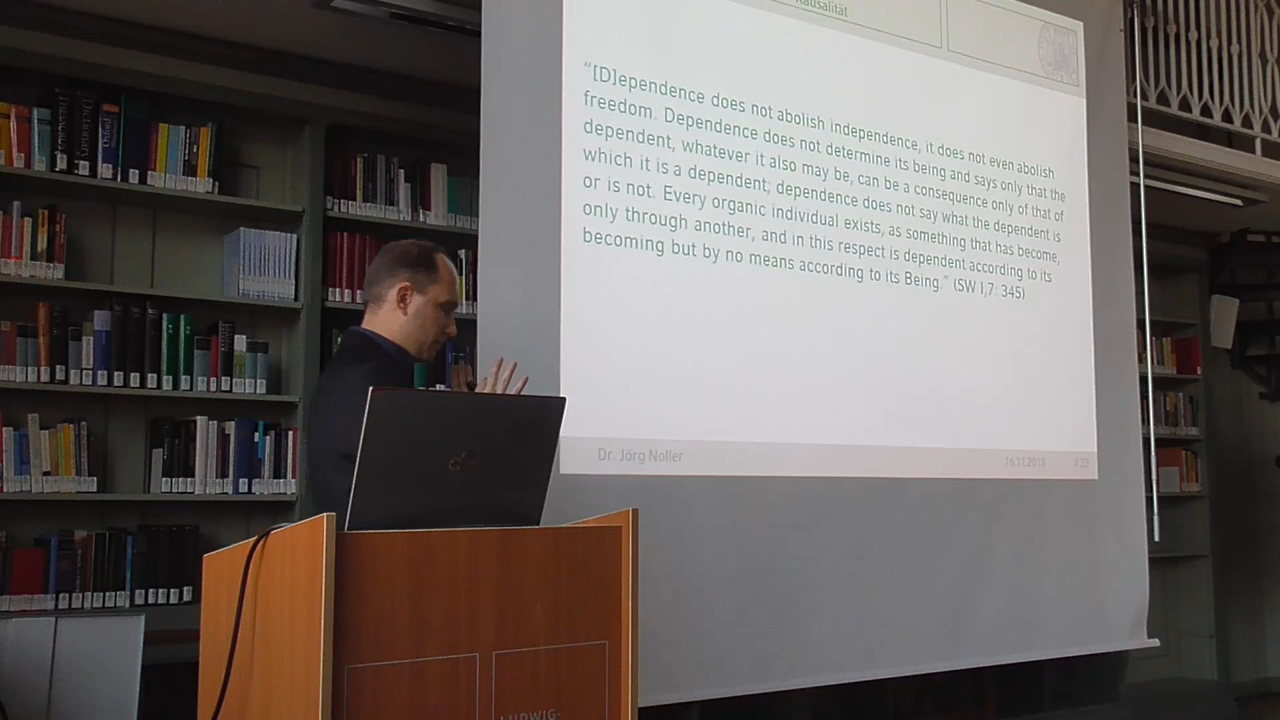 Kausalität
“[D]ependence does not abolish independence, it does not even abolish
freedom. Dependence does not determine its being and says only that the
dependent, whatever it also may be, can be a consequence only of that of
which it is a dependent; dependence does not say what the dependent is
or is not. Every organic individual exists, as something that has become,
only through another, and in this respect is dependent according to its
becoming but by no means according to its Being.” (SW I,7: 345)
Dr. Jörg Noller
16.11.2018
# 33
THESAURUS
Dictionary
LUDWIG-